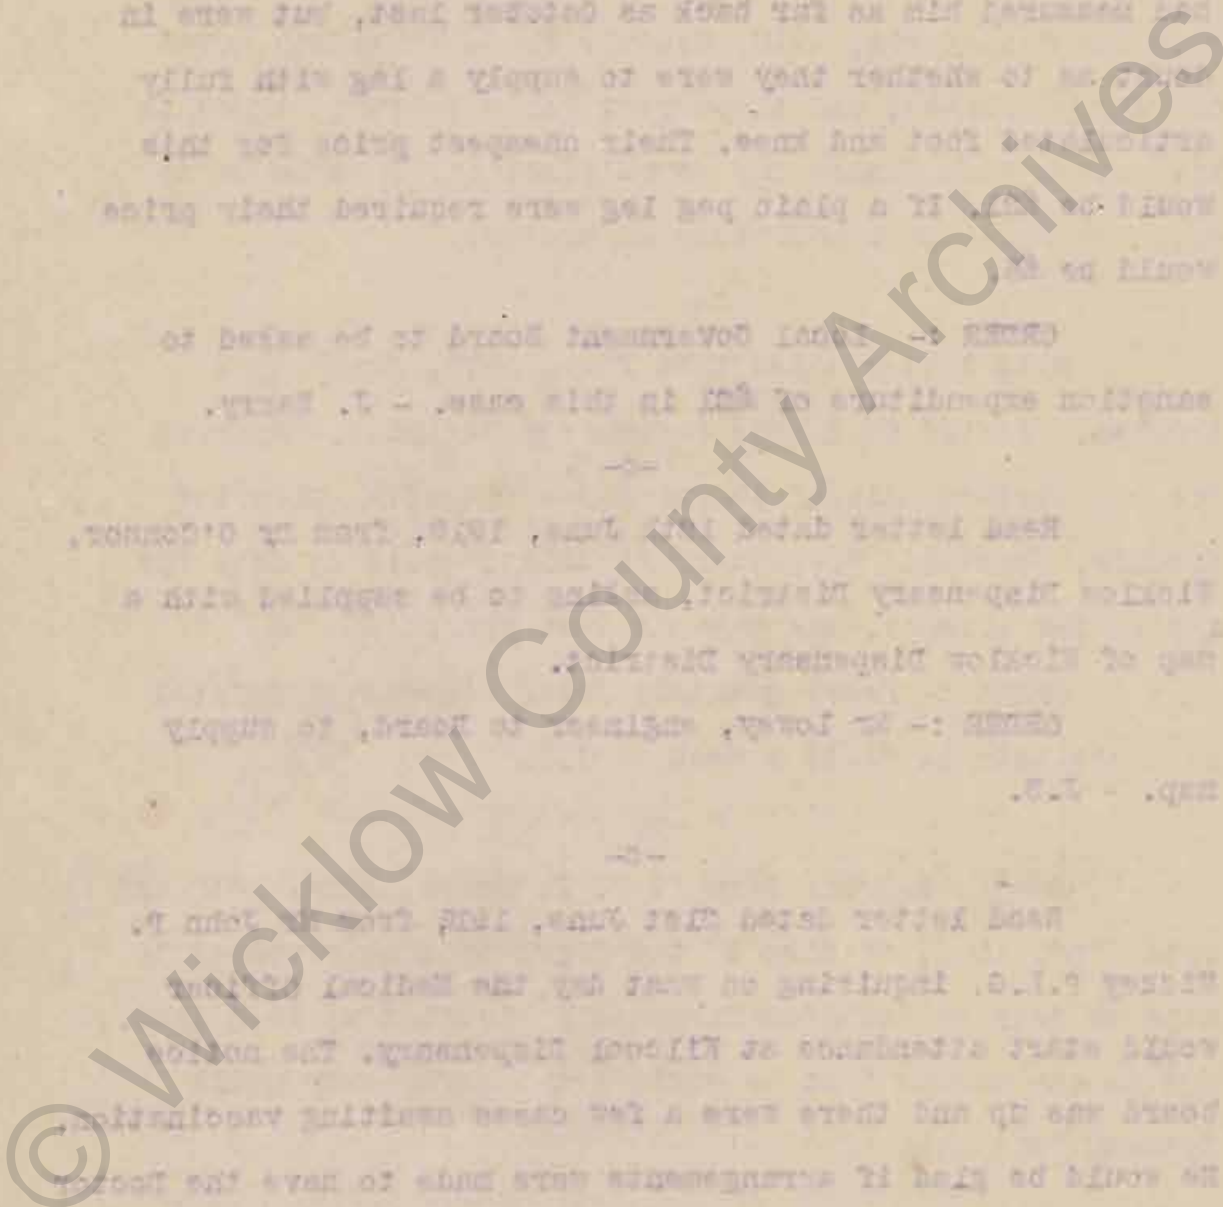 measured him as far back as October last, but were in
as to whether they were to supply a leg with fully
articulated foot and knee. Their cheapest price for this
would be If a plain peg leg were required their price
would be
ORDER :- Local Government Board to be asked to
sanction expenditure of in this case. - J. Barry.
-:-
Read letter dated June, from Dr O'Connor,
Wicklow Dispensary District, asking to be supplied with a
map of Wicklow Dispensary District.
ORDER :- Mr engineer to Board, to supply
map. - J.B.
-:-
Read letter dated 21st June, from Mr John P.
P.L.G. inquiring on what day the Medical Officer
would start attendance at Kilcool Dispensary. The notice
board was up and there were a few cases awaiting vaccination.
He would be glad if arrangements were made to have the Doctor
© Wicklow County Archives